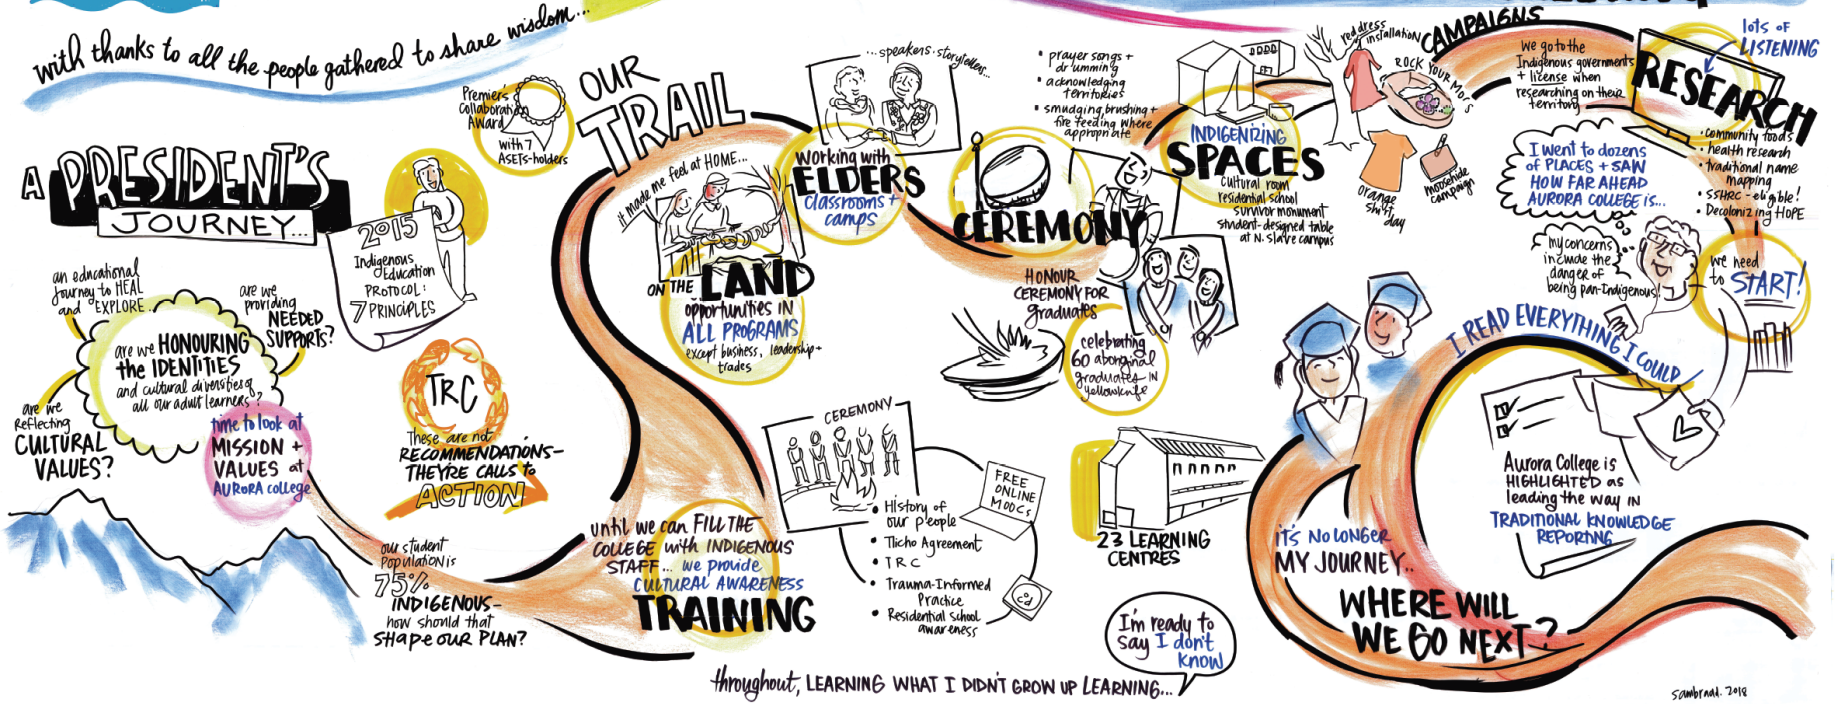 with thanks to all the people gathered to share wisdom...
A PRESIDENT'S
JOURNEY...
2015
Indigenous
Education
PROTOCOL:
7 PRINCIPLES
an educational
journey to HEAL
and EXPLORE.
are we
providing
NEEDED
SUPPORTS?
are we HONOURING
the IDENTITIES
and cultural diversities of
all our adult learners?
are we
reflecting
CULTURAL
VALUES?
time to look at
MISSION +
VALUES at
AURORA college
TRC
These are not
RECOMMENDATIONS-
THEY'RE CALLS to
ACTION
our student
population is
75%
INDIGENOUS-
how should that
SHAPE OUR PLAN?
Premier's
Collaboration
AWard
with 7
ASETs-holders
OUR
TRAIL
it made me feel at HOME...
ON THE LAND
opportunities IN
ALL PROGRAMS
except business, leadership +
trades
until we can FILL THE
COLLEGE with INDIGENOUS
STAFF... we provide
CULTURAL AWARENESS
TRAINING
...speakers. storytellers...
working with
ELDERS
classrooms +
camps
• prayer songs +
drumming
• acknowledging
territories
• smudging brushing +
fire feeding where
appropriate
CEREMONY
HONOUR
CEREMONY FOR
graduates
celebrating
60 aboriginal
graduates IN
yellowknife
CEREMONY
• HIstory of
our people
• Tlicho Agreement
• TRC
• Trauma-Informed
Practice
• Residential School
awareness
FREE
ONLINE
MOOCs
cd
23 LEARNING
CENTRES
I'm ready to
say I don't
know
throughout, LEARNING WHAT I DIDN'T GROW UP LEARNING...
INDIGENIZING
SPACES
cultural room
residential school
survivor monument
student-designed table
at N. Slave campus
red dress
installation
CAMPAIGNS
ROCK YOUR MOCS
orange
shirt
day
moosehide
campaign
we go to the
Indigenous governments
+ license when
researching on their
territory
lots of
LISTENING
RESEARCH
• community foods
• health research
• traditional name
mapping
• SSHRC - eligible!
• Decolonizing HOPE
I went to dozens
of PLACES + SAW
HOW FAR AHEAD
AURORA COLLEGE IS...
my concerns
include the
danger of
being pan-Indigenous!
we need
to START!
I READ EVERYTHING I COULD
Aurora College is
HIGHLIGHTED as
leading the way IN
TRADITIONAL KNOWLEDGE
REPORTING
it's NO LONGER
MY JOURNEY..
WHERE WILL
WE GO NEXT?
sambrad. 2018